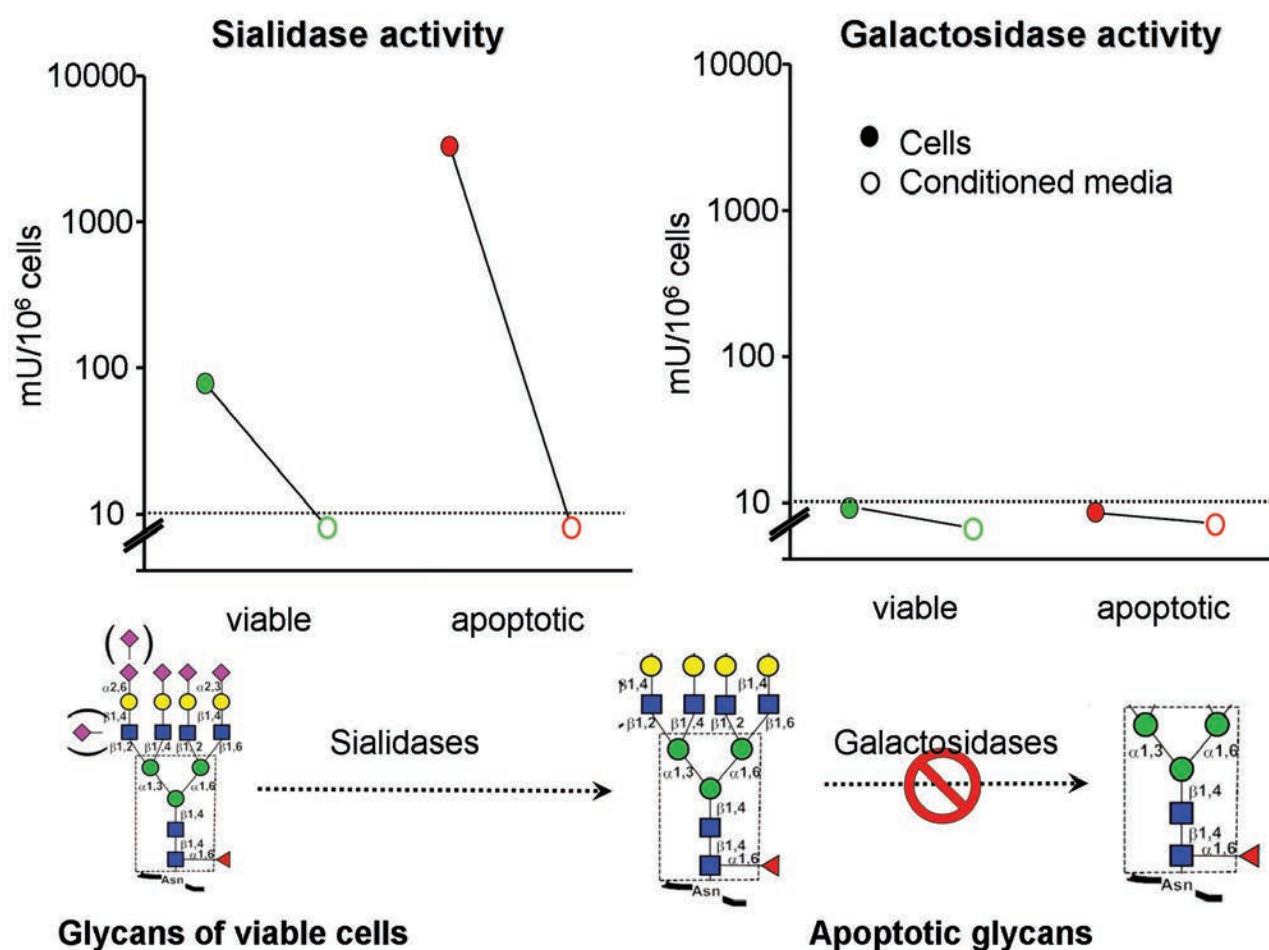 Sialidase activity
10000
1000
100
10
mU/10⁶ cells
viable
apoptotic
Galactosidase activity
10000
1000
100
10
mU/10⁶ cells
Cells
Conditioned media
viable
apoptotic
( )
α2,6 α2,3
β1,4 β1,4
( )
β1,2 β1,4 β1,2 β1,6
α1,3 α1,6
β1,4
β1,4
α1,6
Asn
Sialidases
β1,4 β1,4
β1,2 β1,4 β1,2 β1,6
α1,3 α1,6
β1,4
β1,4
α1,6
Asn
Galactosidases
α1,3 α1,6
β1,4
β1,4
α1,6
Asn
Glycans of viable cells
Apoptotic glycans